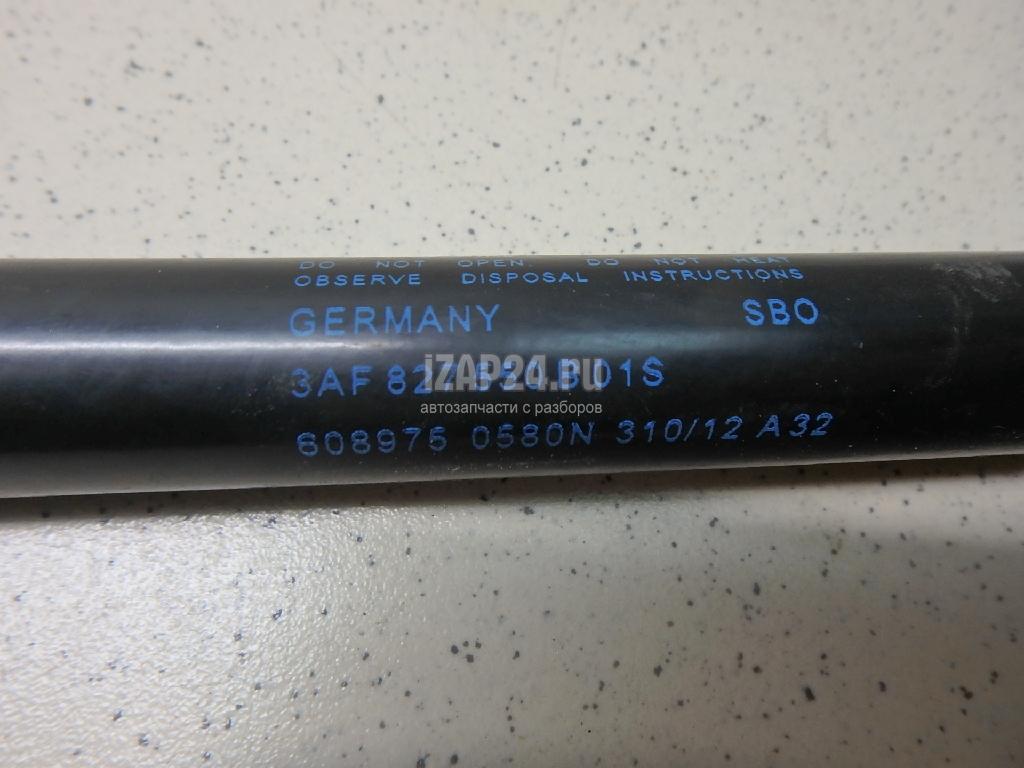 DO NOT OPEN. DO NOT HEAT
OBSERVE DISPOSAL INSTRUCTIONS
GERMANY SBO
3AF 01S
iZAP24.ru
автозапчасти с разборов
608975 0580N 310/12 A32